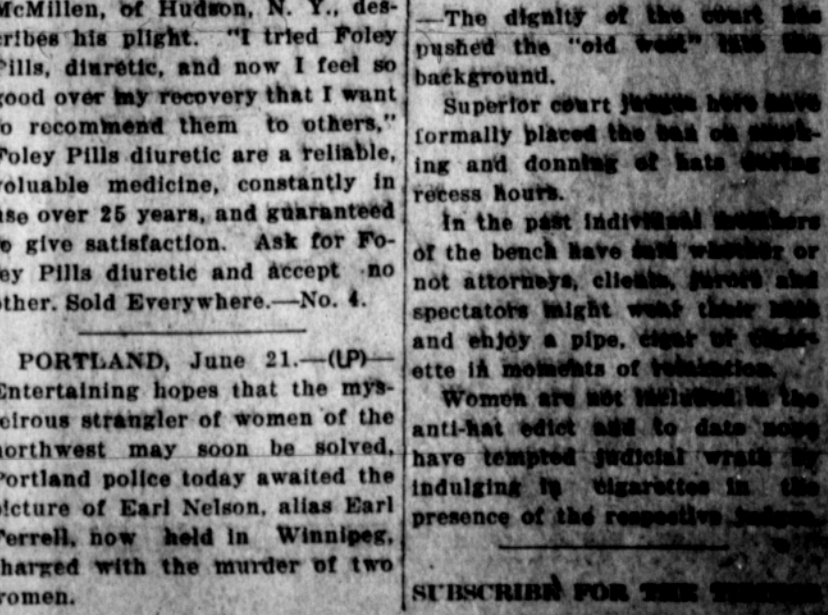 McMillen, of Hudson, N. Y., des-
cribes his plight. "I tried Foley
Pills, diuretic, and now I feel so
good over my recovery that I want
to recommend them to others,"
Foley Pills diuretic are a reliable,
voluable medicine, constantly in
use over 25 years, and guaranteed
to give satisfaction. Ask for Fo-
ley Pills diuretic and accept no
other. Sold Everywhere.—No. 4.
PORTLAND, June 21.—(UP)—
Entertaining hopes that the mys-
teirous strangler of women of the
northwest may soon be solved,
Portland police today awaited the
picture of Earl Nelson, alias Earl
Ferrell, now held in Winnipeg,
charged with the murder of two
women.
—The dignity of the court has
pushed the "old west" into the
background.
Superior court judges here have
formally placed the ban on smok-
ing and donning of hats during
recess hours.
In the past individual members
of the bench have said whether or
not attorneys, clients, jurors and
spectators might wear their hats
and enjoy a pipe, cigar or cigar-
ette in moments of relaxation.
Women are not included in the
anti-hat edict and to date none
have tempted judicial wrath by
indulging in cigarettes in the
presence of the respective judges.
SUBSCRIBE FOR THE